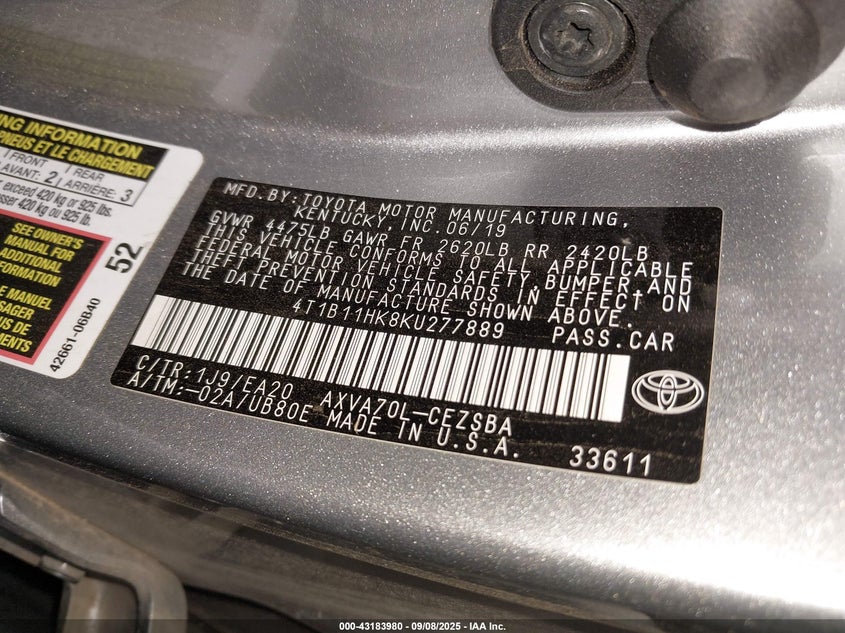 NG INFORMATION
PNEUS ET LE CHARGEMENT
FRONT
AVANT: 2
REAR
ARRIÈRE: 3
exceed 420 kg or 925 lbs.
420 kg ou 925 lb.
SEE OWNER'S
MANUAL FOR
ADDITIONAL
INFORMATION
LE MANUEL
US DE
52
42661-06B40
MFD.BY:TOYOTA MOTOR MANUFACTURING,
KENTUCKY, INC.06/19
GVWR 4475LB GAWR FR 2620LB RR 2420LB
THIS VEHICLE CONFORMS TO ALL APPLICABLE
FEDERAL MOTOR VEHICLE SAFETY,BUMPER,AND
THEFT PREVENTION STANDARDS IN EFFECT ON
THE DATE OF MANUFACTURE SHOWN ABOVE.
4T1B11HK8KU277889 PASS.CAR
C/TR:1J9/EA20 AXVA70L-CEZSBA
A/TM:-02A/UB80E MADE IN U.S.A.
33611
000-43183980 - 09/08/2025 - IAA Inc.